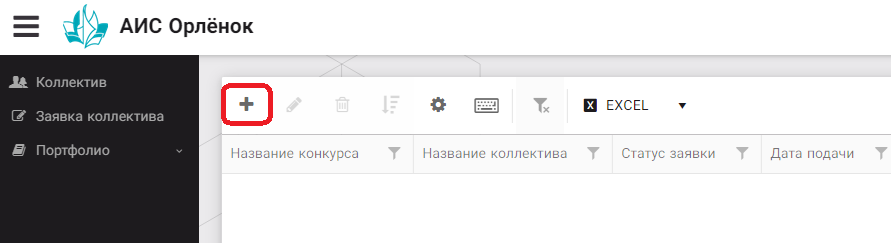 АИС Орлёнок
Коллектив
Заявка коллектива
Портфолио
EXCEL
Название конкурса Название коллектива Статус заявки Дата подачи